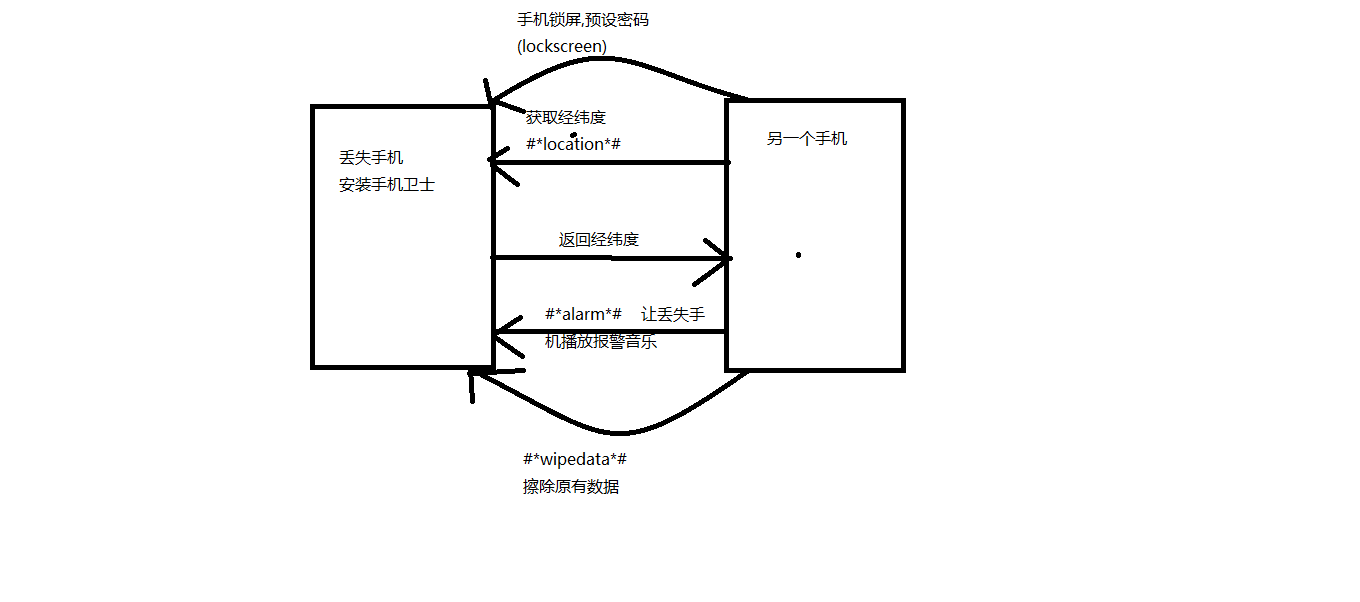 手机锁屏,预设密码
(lockscreen)
获取经纬度
#*location*#
另一个手机
丢失手机
安装手机卫士
返回经纬度
#*alarm*# 让丢失手
机播放报警音乐
#*wipedata*#
擦除原有数据